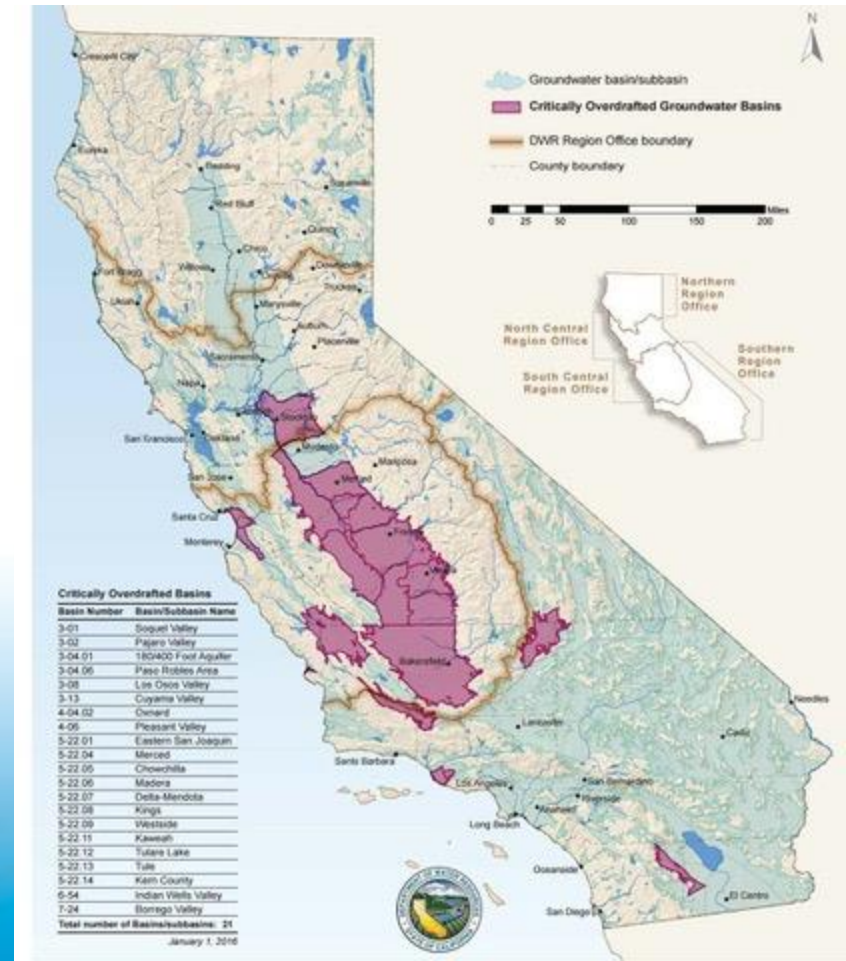 N
Groundwater basin/subbasin
Critically Overdrafted Groundwater Basins
DWR Region Office boundary
County boundary
0 25 50 100 150 200 Miles
Northern
Region
Office
North Central
Region Office
Southern
Region
Office
South Central
Region Office
Crescent City
Eureka
Redding
Susanville
Red Bluff
Quincy
Chico
Willows
Downieville
Fort Bragg
Truckee
Ukiah
Marysville
Auburn
Placerville
Sacramento
Napa
Stockton
San Francisco
Oakland
Modesto
Mariposa
San Jose
Merced
Santa Cruz
Fresno
Monterey
Bakersfield
Needles
Lancaster
Cadiz
Santa Barbara
Los Angeles
San Bernardino
Riverside
Anaheim
Long Beach
Oceanside
El Centro
San Diego
Critically Overdrafted Basins
Basin Number Basin/Subbasin Name
3-01 Soquel Valley
3-02 Pajaro Valley
3-04.01 180/400 Foot Aquifer
3-04.06 Paso Robles Area
3-08 Los Osos Valley
3-13 Cuyama Valley
4-04.02 Oxnard
4-06 Pleasant Valley
5-22.01 Eastern San Joaquin
5-22.04 Merced
5-22.05 Chowchilla
5-22.06 Madera
5-22.07 Delta-Mendota
5-22.08 Kings
5-22.09 Westside
5-22.11 Kaweah
5-22.12 Tulare Lake
5-22.13 Tule
5-22.14 Kern County
6-54 Indian Wells Valley
7-24 Borrego Valley
Total number of Basins/subbasins: 21
January 1, 2016
DEPARTMENT OF WATER RESOURCES
STATE OF CALIFORNIA